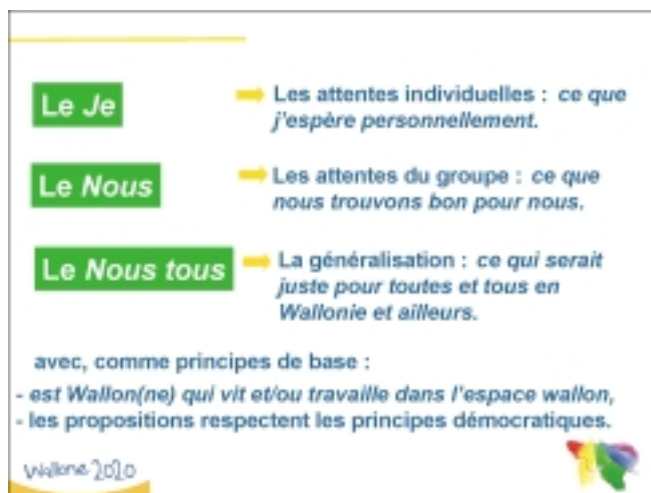 Le Je
Les attentes individuelles : ce que
j'espère personnellement.
Le Nous
Les attentes du groupe : ce que
nous trouvons bon pour nous.
Le Nous tous
La généralisation : ce qui serait
juste pour toutes et tous en
Wallonie et ailleurs.
avec, comme principes de base :
- est Wallon(ne) qui vit et/ou travaille dans l'espace wallon,
- les propositions respectent les principes démocratiques.
Wallonie 2020